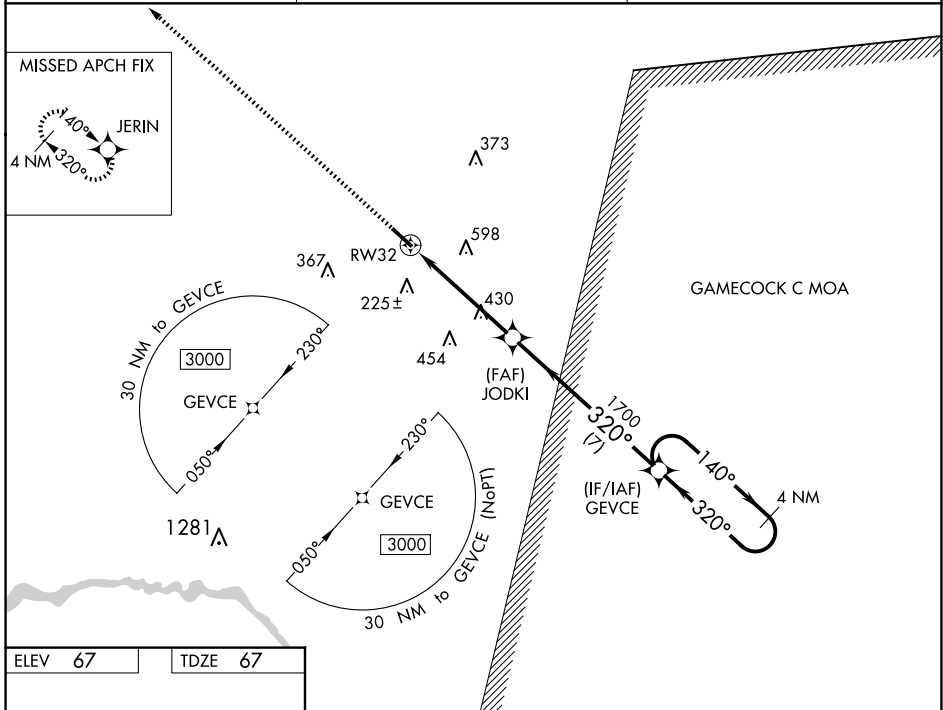 MISSED APCH FIX
140°
JERIN
4 NM
320°
373
598
RW32
367
225±
430
GAMECOCK C MOA
454
(FAF)
JODKI
30 NM to GEVCE
3000
230°
GEVCE
050°
1700
320°
(7)
140°
(IF/IAF)
GEVCE
4 NM
320°
230°
GEVCE
3000
050°
30 NM to GEVCE (NoPT)
1281
ELEV 67
TDZE 67